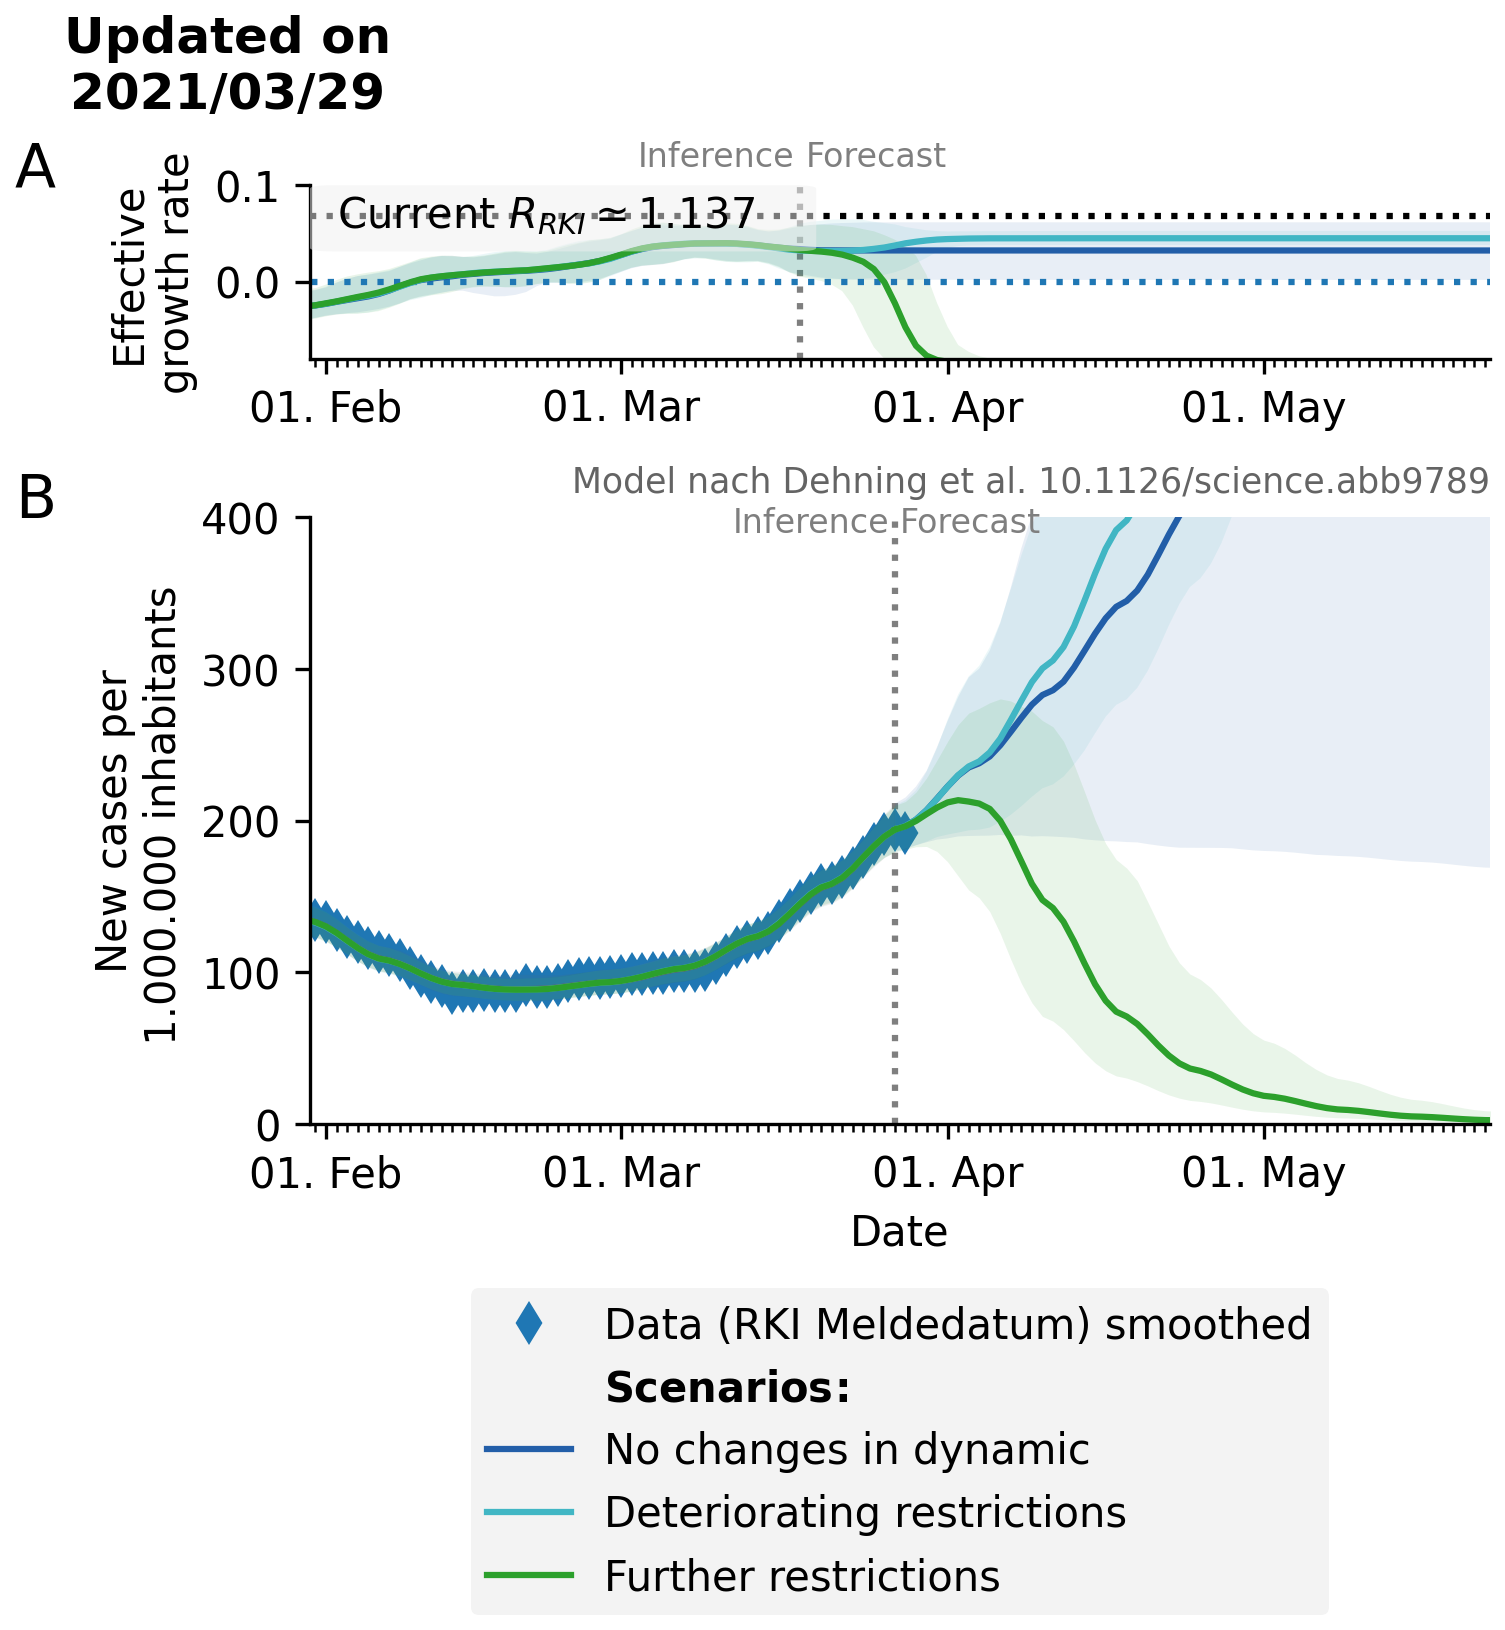 Updated on
2021/03/29
A
Inference Forecast
Effective
growth rate
0.1
0.0
Current R_RKI ≃ 1.137
01. Feb 01. Mar 01. Apr 01. May
B
Model nach Dehning et al. 10.1126/science.abb9789
Inference Forecast
New cases per
1.000.000 inhabitants
400
300
200
100
0
01. Feb 01. Mar 01. Apr 01. May
Date
Data (RKI Meldedatum) smoothed
Scenarios:
No changes in dynamic
Deteriorating restrictions
Further restrictions